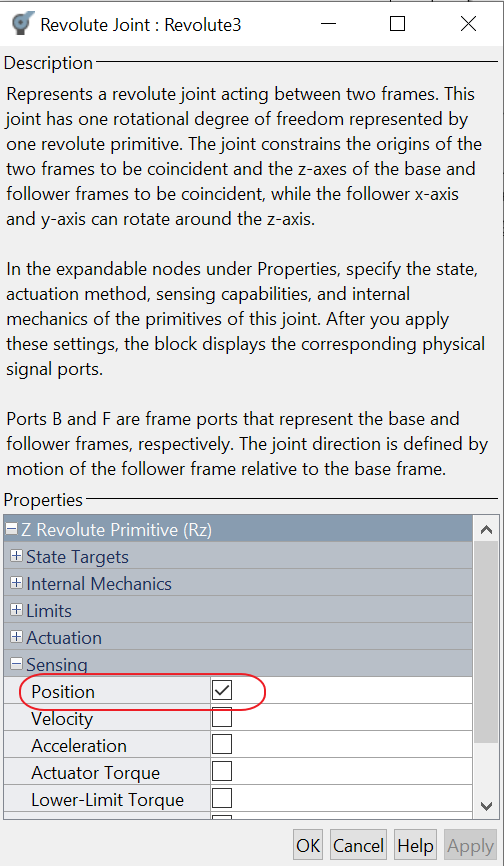 Revolute Joint : Revolute3
Description
Represents a revolute joint acting between two frames. This
joint has one rotational degree of freedom represented by
one revolute primitive. The joint constrains the origins of the
two frames to be coincident and the z-axes of the base and
follower frames to be coincident, while the follower x-axis
and y-axis can rotate around the z-axis.
In the expandable nodes under Properties, specify the state,
actuation method, sensing capabilities, and internal
mechanics of the primitives of this joint. After you apply
these settings, the block displays the corresponding physical
signal ports.
Ports B and F are frame ports that represent the base and
follower frames, respectively. The joint direction is defined by
motion of the follower frame relative to the base frame.
Properties
Z Revolute Primitive (Rz)
State Targets
Internal Mechanics
Limits
Actuation
Sensing
Position
Velocity
Acceleration
Actuator Torque
Lower-Limit Torque
OK Cancel Help Apply